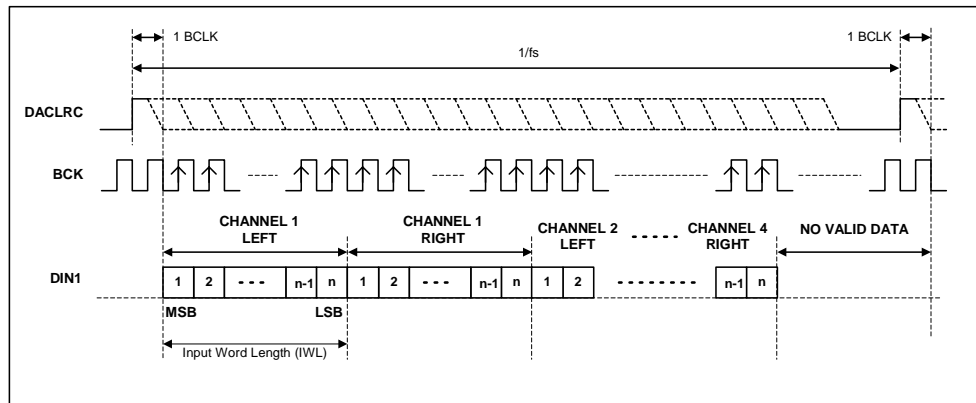 1 BCLK
1 BCLK
1/fs
DACLRC
BCK
CHANNEL 1
LEFT
CHANNEL 1
RIGHT
CHANNEL 2
LEFT
CHANNEL 4
RIGHT
NO VALID DATA
DIN1
1 2 n-1 n 1 2 n-1 n 1 2 n-1 n
MSB LSB
Input Word Length (IWL)